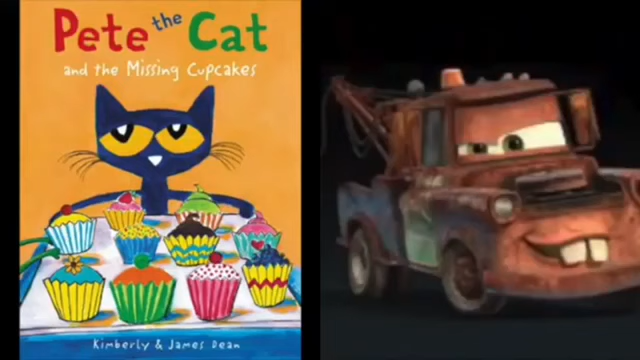 Pete the Cat
and the Missing Cupcakes
Kimberly & James Dean